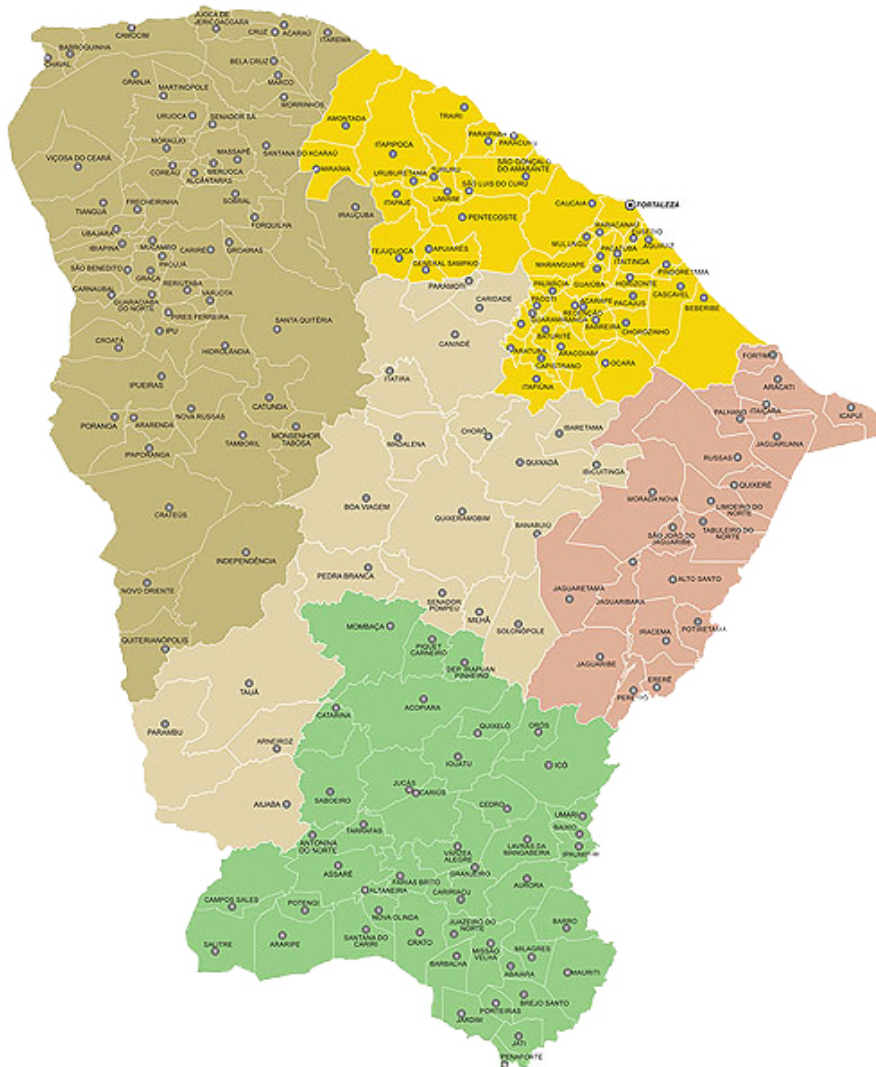 JIJOCA DE
JERICOACOARA
CRUZ
ACARAÚ
CAMOCIM
ITAREMA
BARROQUINHA
CHAVAL
BELA CRUZ
GRANJA
MARCO
MARTINÓPOLE
MORRINHOS
URUOCA
SENADOR SÁ
AMONTADA
TRAIRI
MORAÚJO
MASSAPÊ
SANTANA DO ACARAÚ
ITAPIPOCA
PARAIPABA
PARACURU
VIÇOSA DO CEARÁ
COREAÚ
MERUOCA
ALCÂNTARAS
MIRAIMA
URUBURETAMA
TURURU
SÃO GONÇALO
DO AMARANTE
TIANGUÁ
FRECHEIRINHA
SOBRAL
IRAUÇUBA
ITAPAJÉ
UMIRIM
SÃO LUIS DO CURU
CAUCAIA
FORTALEZA
UBAJARA
FORQUILHA
PENTECOSTE
IBIAPINA
MUCAMBO
CARIRÉ
GROAIRAS
MARACANAÚ
EUSÉBIO
AQUIRAZ
PACUJÁ
TEJUÇUOCA
APUIARÉS
PACATUBA
ITAITINGA
SÃO BENEDITO
GRAÇA
GENERAL SAMPAIO
MARANGUAPE
PINDORETAMA
CARNAUBAL
RERIUTABA
VARJOTA
PARAMOTI
GUAIÚBA
HORIZONTE
GUARACIABA
DO NORTE
PALMÁCIA
CASCAVEL
PIRES FERREIRA
CARIDADE
PACOTI
ACARAPE
PACAJUS
BEBERIBE
REDENÇÃO
GUARAMIRANGA
IPU
SANTA QUITÉRIA
CANINDÉ
BATURITÉ
BARREIRA
CHOROZINHO
CROATÁ
HIDROLÂNDIA
ARATUBA
ARACOIABA
CAPISTRANO
OCARA
FORTIM
IPUEIRAS
ITATIRA
ITAPIÚNA
ARACATI
CATUNDA
NOVA RUSSAS
PORANGA
ARARENDÁ
PALHANO
ITAIÇABA
ICAPUÍ
TAMBORIL
MONSENHOR
TABOSA
MADALENA
CHORÓ
IBARETAMA
JAGUARUANA
IPAPORANGA
RUSSAS
QUIXADÁ
IBICUITINGA
BOA VIAGEM
MORADA NOVA
QUIXERÉ
CRATEÚS
QUIXERAMOBIM
LIMOEIRO DO
NORTE
BANABUIÚ
SÃO JOÃO DO
JAGUARIBE
TABULEIRO DO
NORTE
INDEPENDÊNCIA
PEDRA BRANCA
ALTO SANTO
NOVO ORIENTE
SENADOR
POMPEU
JAGUARETAMA
JAGUARIBARA
MILHÃ
MOMBAÇA
SOLONÓPOLE
IRACEMA
POTIRETAMA
QUITERIANÓPOLIS
PIQUET
CARNEIRO
DEP. IRAPUAN
PINHEIRO
JAGUARIBE
TAUÁ
ERERÊ
PEREIRO
CATARINA
ACOPIARA
PARAMBU
QUIXELÔ
ORÓS
ARNEIROZ
IGUATU
ICÓ
JUCÁS
CARIÚS
AIUABA
SABOEIRO
CEDRO
UMARI
TARRAFAS
BAIXIO
ANTONINA
DO NORTE
VÁRZEA
ALEGRE
LAVRAS DA
MANGABEIRA
IPAUMIRIM
ASSARÉ
GRANJEIRO
FARIAS BRITO
AURORA
ALTANEIRA
CARIRIAÇU
CAMPOS SALES
POTENGI
NOVA OLINDA
JUAZEIRO DO
NORTE
BARRO
SALITRE
ARARIPE
SANTANA DO
CARIRI
CRATO
MISSÃO
VELHA
MILAGRES
BARBALHA
ABAIARA
MAURITI
BREJO SANTO
JARDIM
PORTEIRAS
JATI
PENAFORTE